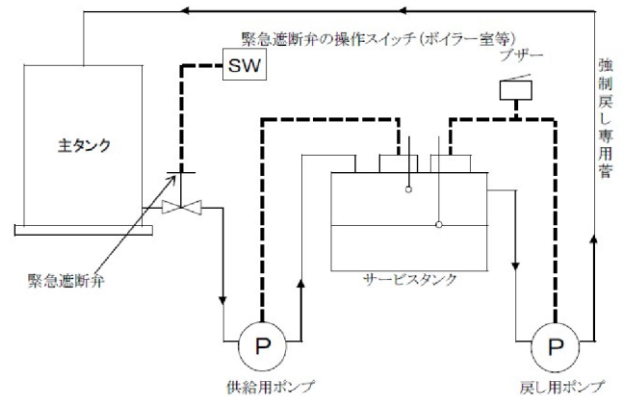 緊急遮断弁の操作スイッチ(ボイラー室等)
SW
ブザー
強制戻し専用菅
主タンク
緊急遮断弁
サービスタンク
P
供給用ポンプ
P
戻し用ポンプ